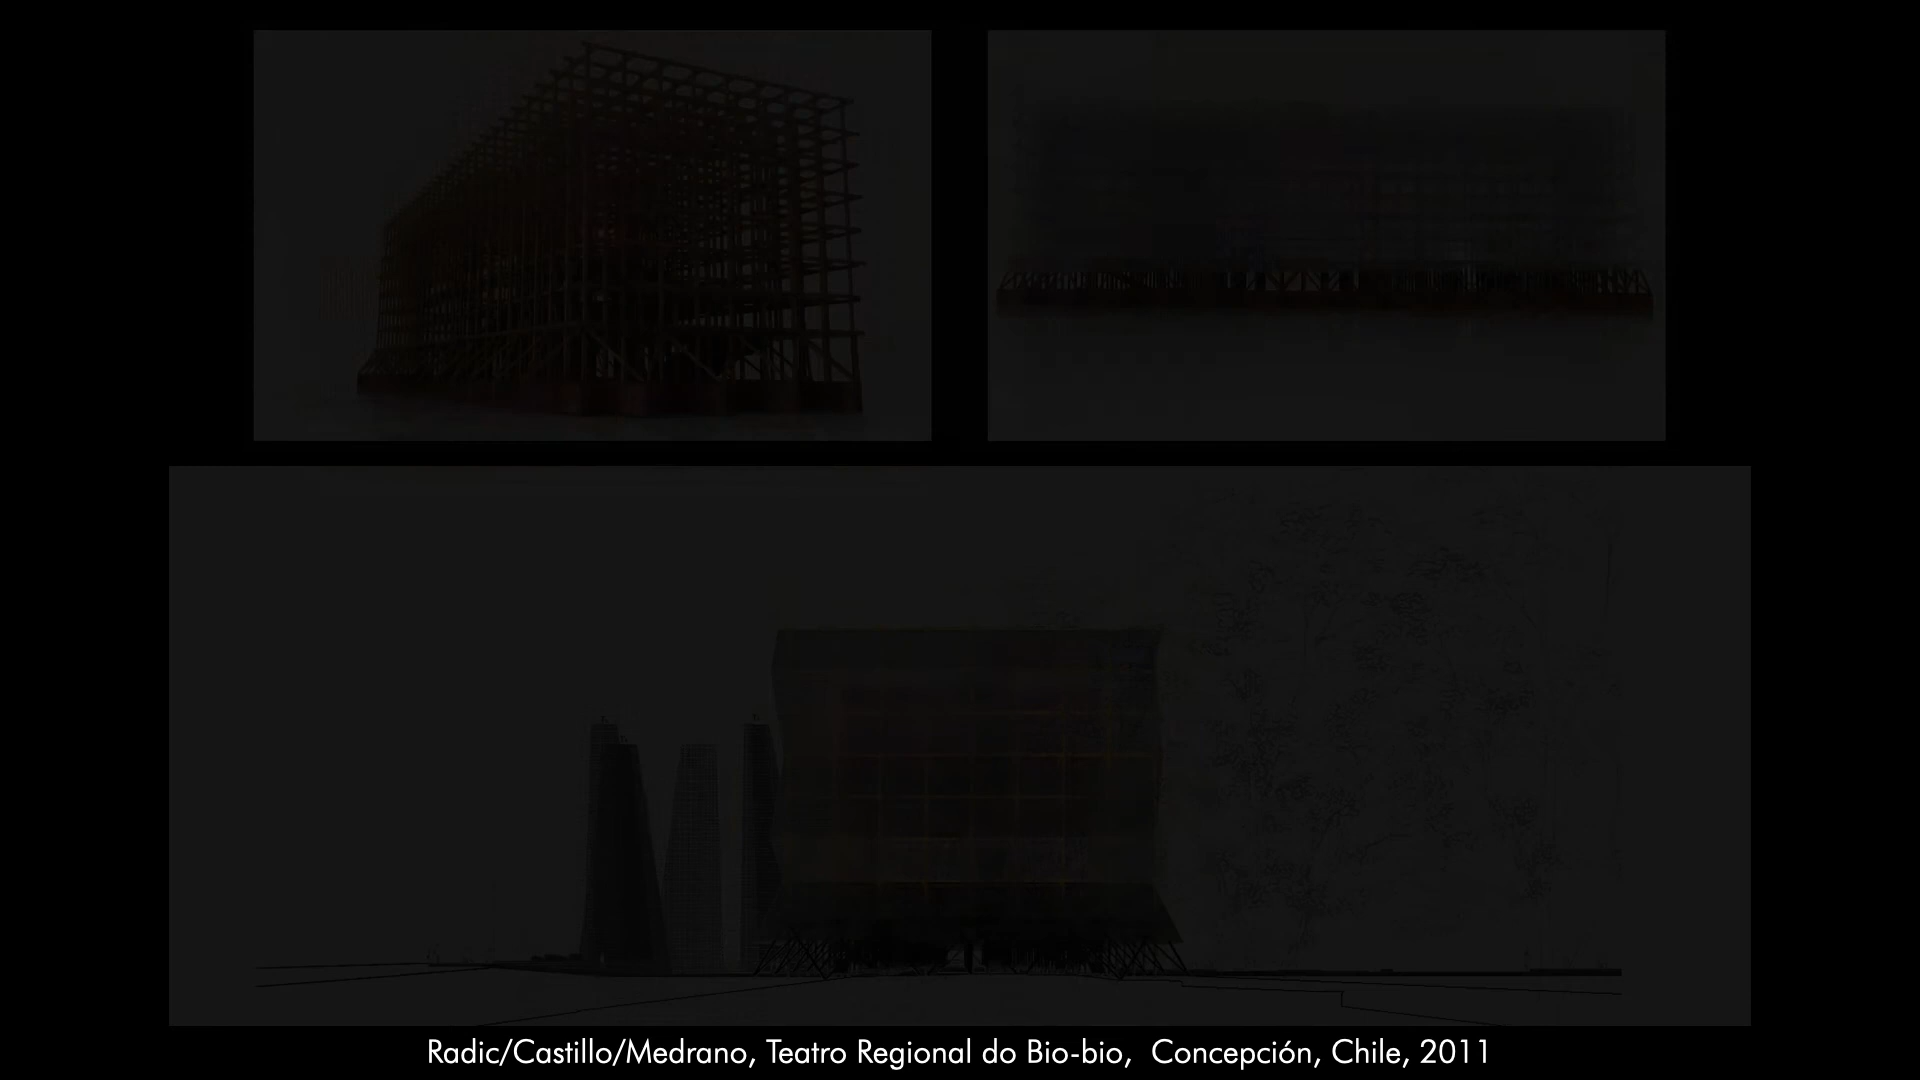 Radic/Castillo/Medrano, Teatro Regional do Bio-bio,  Concepción, Chile, 2011